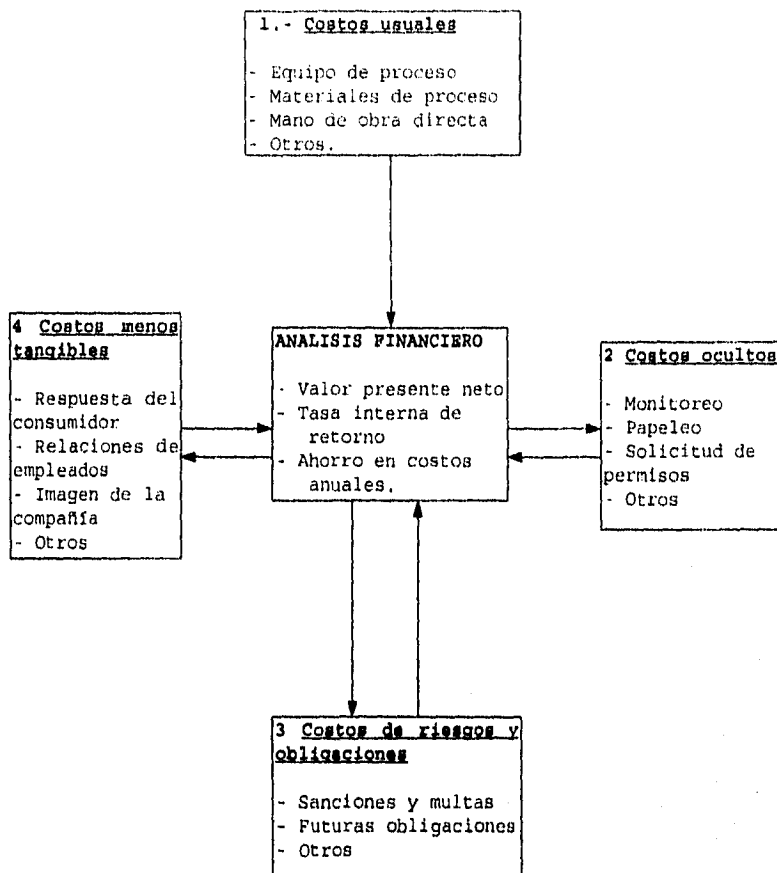 1.- Costos usuales
- Equipo de proceso
- Materiales de proceso
- Mano de obra directa
- Otros.
4 Costos menos
tangibles
- Respuesta del
consumidor
- Relaciones de
empleados
- Imagen de la
compañía
- Otros
ANALISIS FINANCIERO
- Valor presente neto
- Tasa interna de
retorno
- Ahorro en costos
anuales.
2 Costos ocultos
- Monitoreo
- Papeleo
- Solicitud de
permisos
- Otros
3 Costos de riesgos y
obligaciones
- Sanciones y multas
- Futuras obligaciones
- Otros